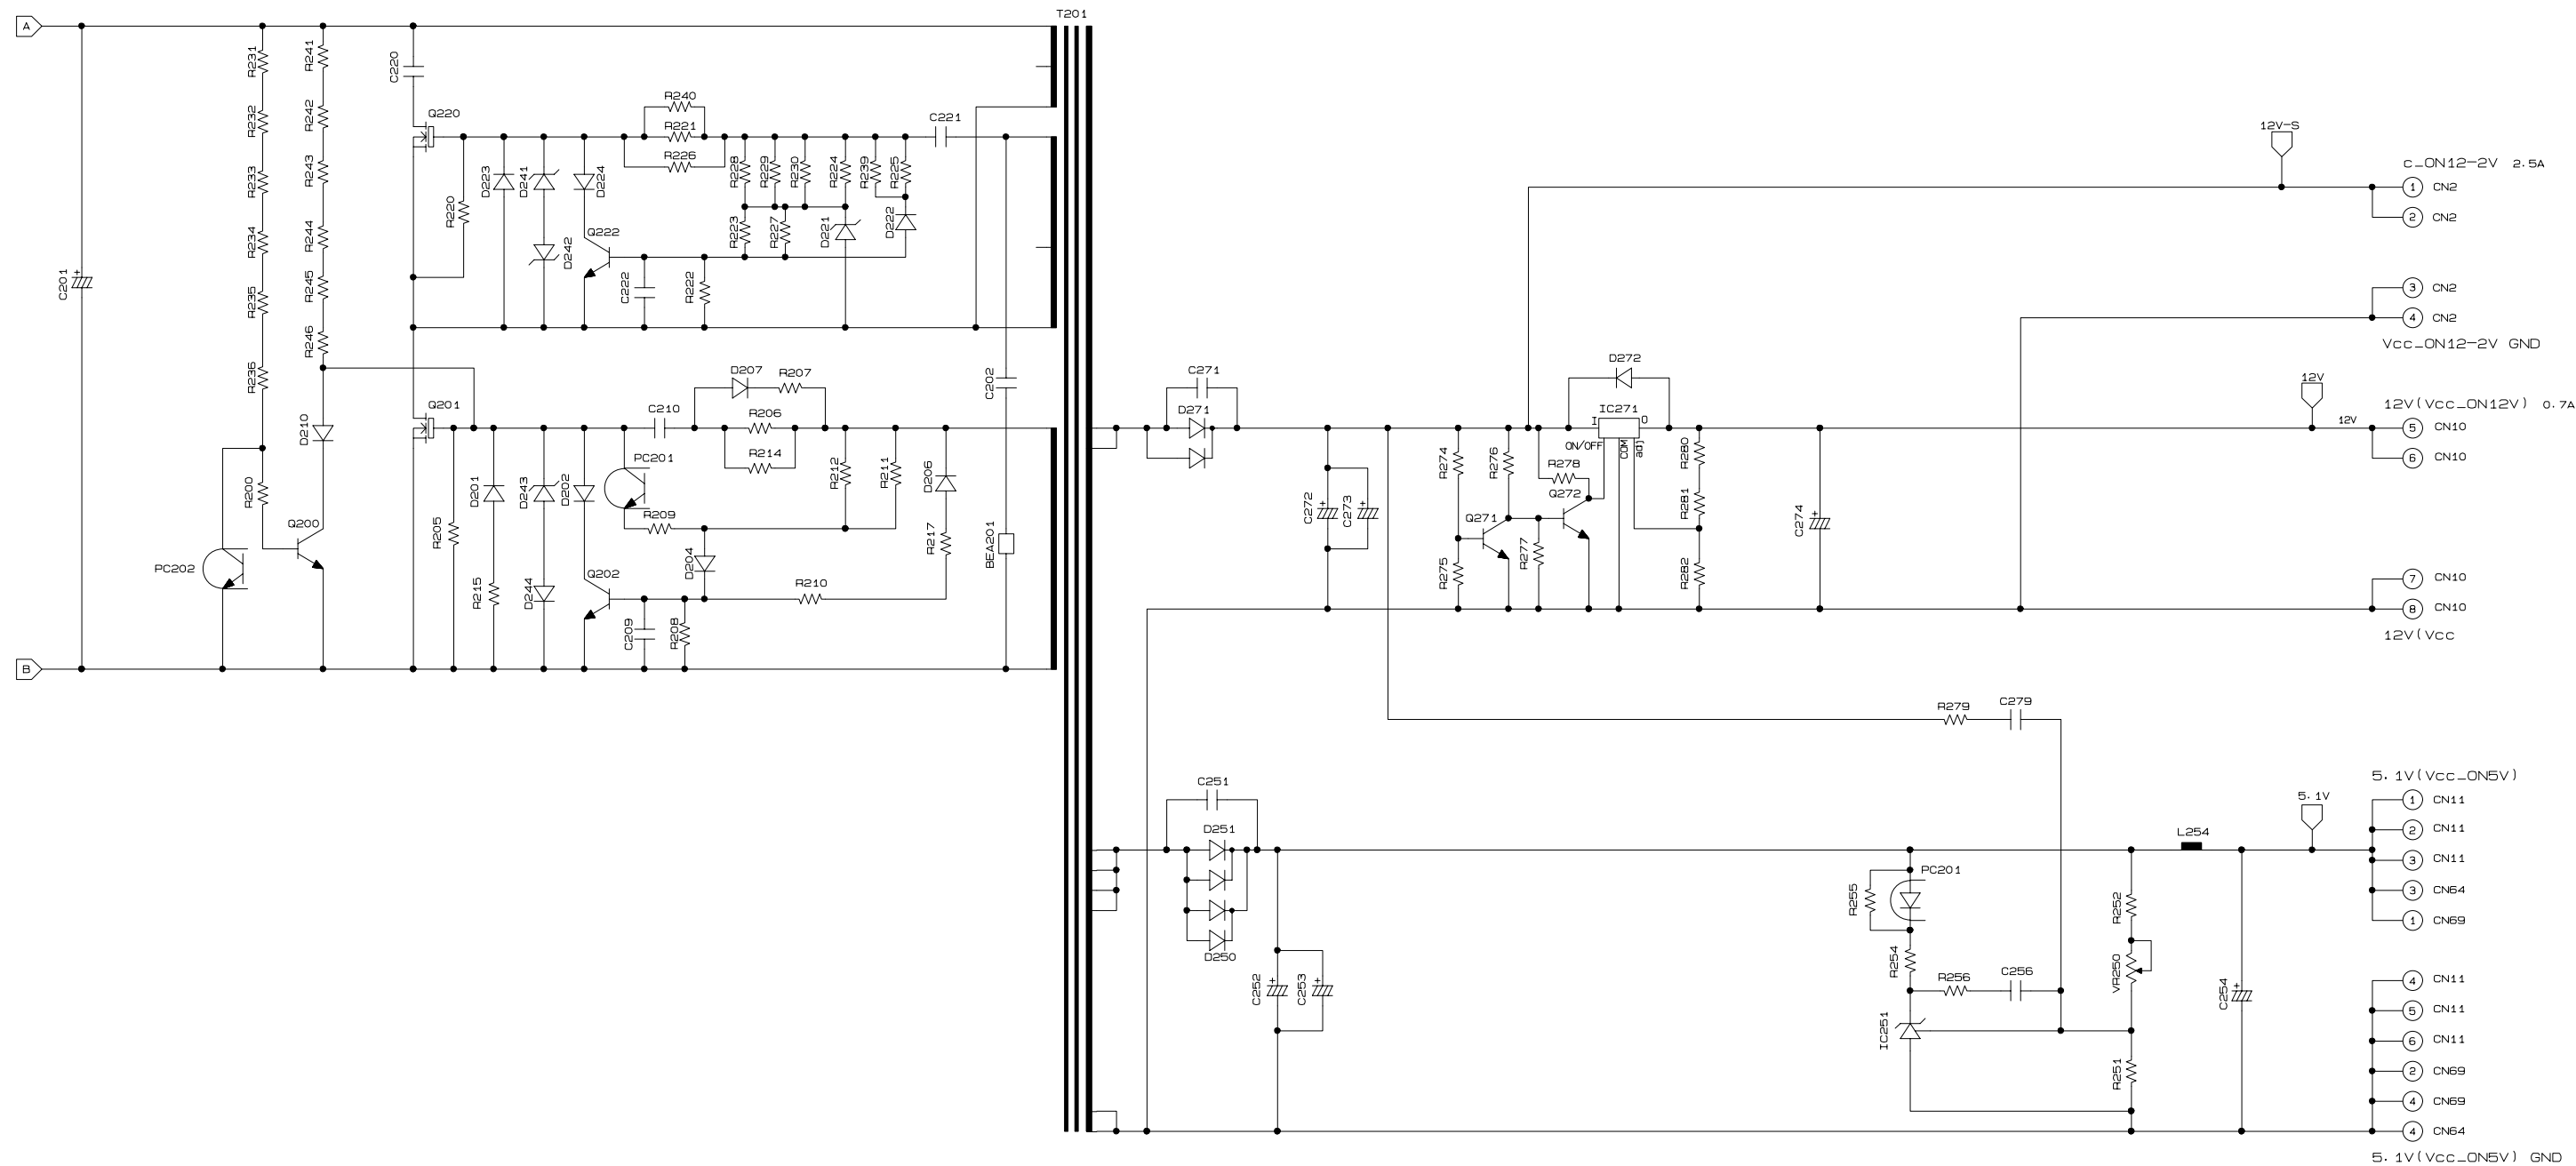 T201
A
R231
R241
C220
R232
R242
Q220
R240
R221
R226
C221
12V-S
c_ON12-2V 2.5A
1 CN2
2 CN2
R233
R243
D223
D241
D224
R228
R229
R230
R224
R239
R225
R220
R234
R244
Q222
D242
R223
R227
D221
D222
C201
R235
R245
C222
R222
3 CN2
4 CN2
Vcc_ON12-2V GND
R236
R246
D207
R207
C202
C271
D272
12V
12V(Vcc_ON12V) 0.7A
D210
Q201
C210
R206
D271
IC271
I
O
ON/OFF
COM
adj
12V
5 CN10
6 CN10
R200
PC201
R214
R212
R211
D206
R274
R276
R278
R280
D201
D243
D202
R209
C272
C273
Q271
Q272
R281
C274
Q200
R205
R217
BEA201
PC202
R215
D244
Q202
D204
R210
R275
R277
R282
7 CN10
8 CN10
12V(Vcc
C209
R208
B
R279
C279
C251
5.1V(Vcc_ON5V)
5.1V
1 CN11
D251
L254
2 CN11
3 CN11
PC201
R255
R252
3 CN64
1 CN69
D250
R254
R256
C256
VR250
C252
C253
C254
4 CN11
5 CN11
IC251
6 CN11
R251
2 CN69
4 CN69
4 CN64
5.1V(Vcc_ON5V) GND